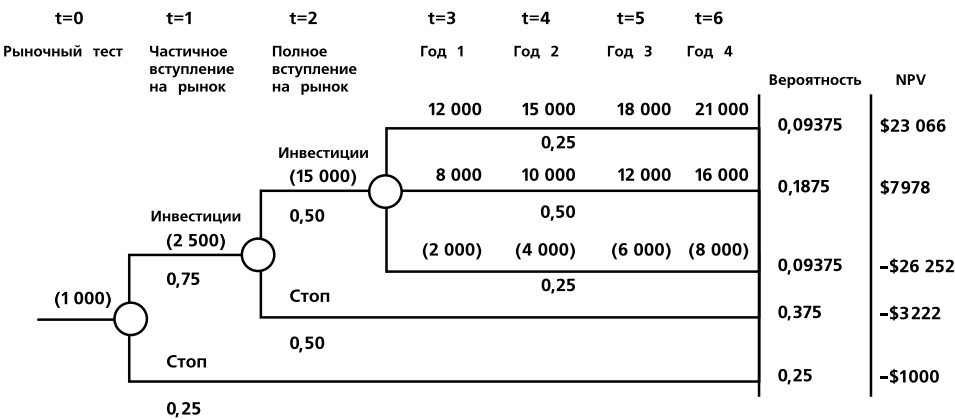 t=0 t=1 t=2 t=3 t=4 t=5 t=6
Рыночный тест Частичное Полное Год 1 Год 2 Год 3 Год 4
вступление вступление
на рынок на рынок
Вероятность NPV
12 000 15 000 18 000 21 000
0,09375 $23 066
0,25
Инвестиции
(15 000) 8 000 10 000 12 000 16 000
0,1875 $7978
0,50 0,50
Инвестиции
(2 500) (2 000) (4 000) (6 000) (8 000)
0,09375 –$26 252
0,75 0,25
(1 000) Стоп
0,375 –$3222
0,50
Стоп
0,25 –$1000
0,25